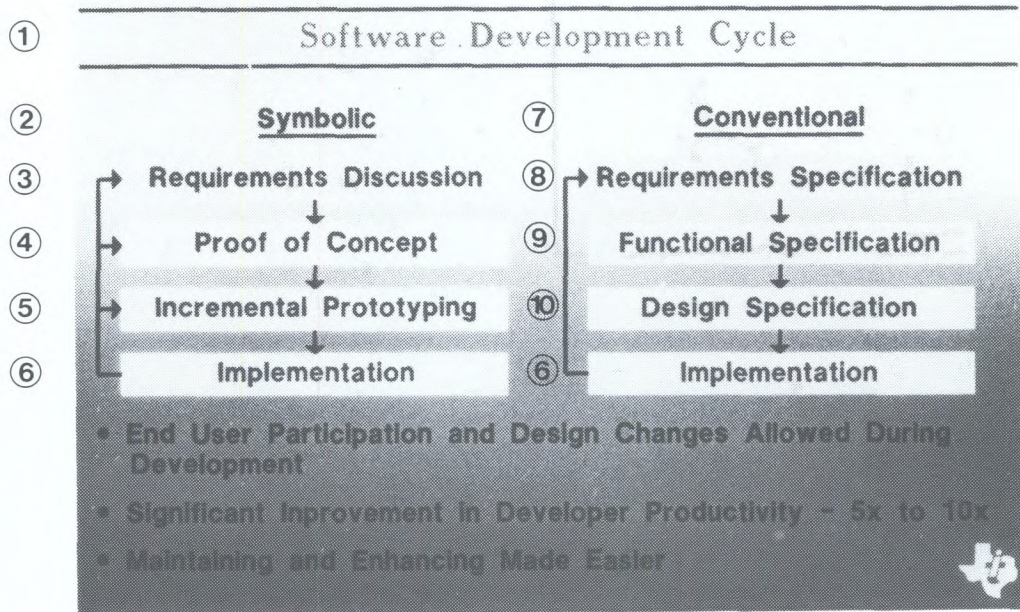 ① Software Development Cycle
② Symbolic
③ Requirements Discussion
④ Proof of Concept
⑤ Incremental Prototyping
⑥ Implementation
⑦ Conventional
⑧ Requirements Specification
⑨ Functional Specification
⑩ Design Specification
⑥ Implementation
• End User Participation and Design Changes Allowed During
Development
• Significant Inprovement in Developer Productivity - 5x to 10x
• Maintaining and Enhancing Made Easier